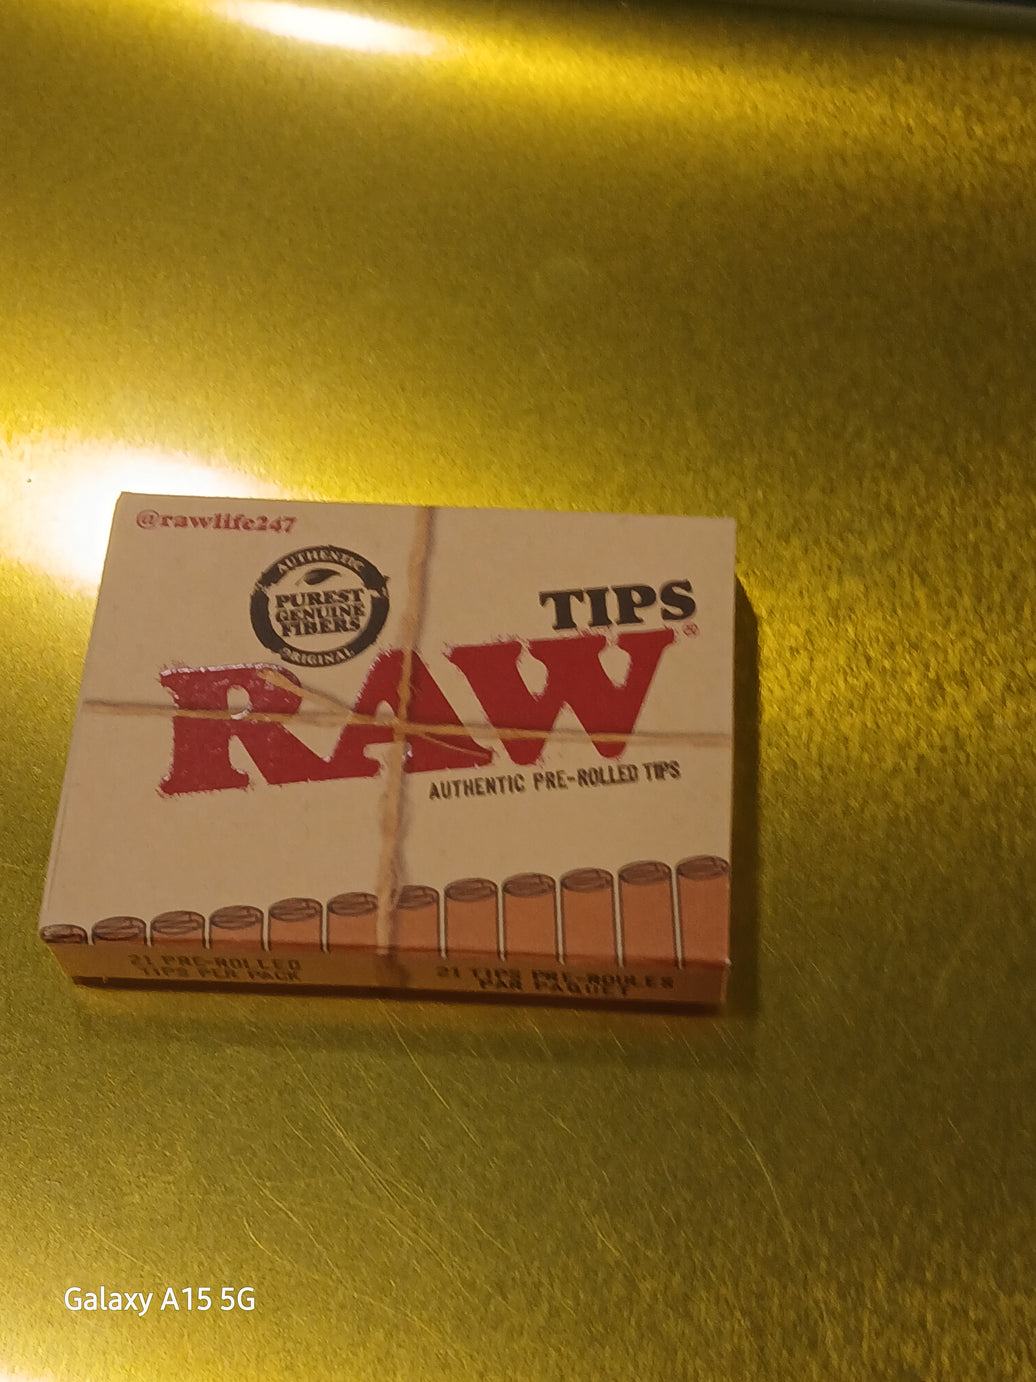 @rawlife247
AUTHENTIC
PUREST
GENUINE
FIBERS
ORIGINAL
TIPS
RAW®
AUTHENTIC PRE-ROLLED TIPS
21 PRE-ROLLED
TIPS PER PACK
21 TIPS PRE-ROULES
PAR PAQUET
Galaxy A15 5G